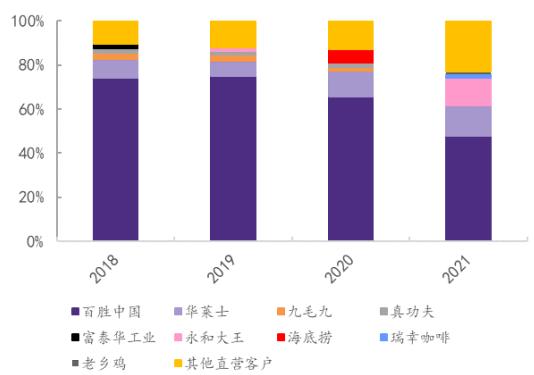 100%
80%
60%
40%
20%
0%
2018 2019 2020 2021
百胜中国 华莱士 九毛九 真功夫
富泰华工业 永和大王 海底捞 瑞幸咖啡
老乡鸡 其他直营客户